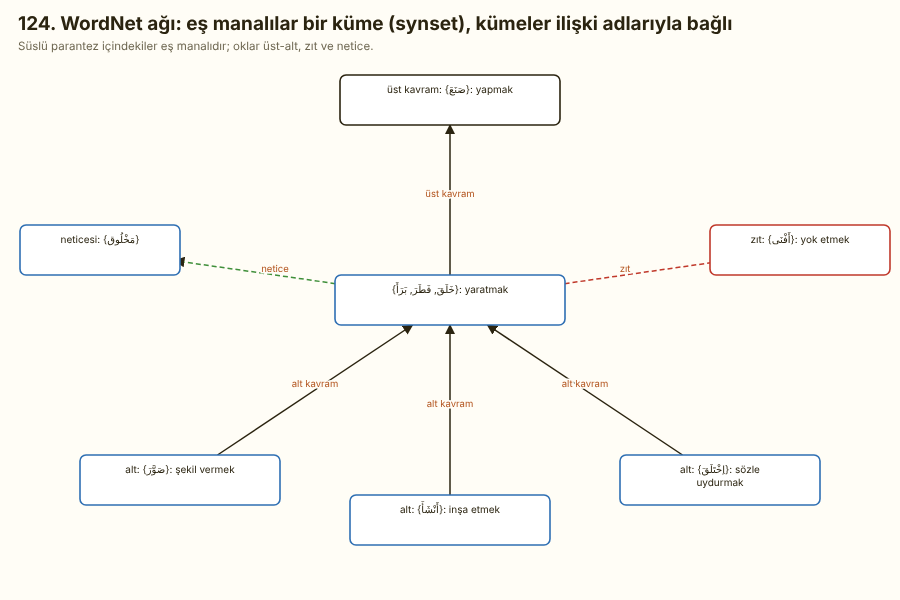 124. WordNet ağı: eş manalılar bir küme (synset), kümeler ilişki adlarıyla bağlı
Süslü parantez içindekiler eş manalıdır; oklar üst-alt, zıt ve netice.
üst kavram: {صَنَعَ}: yapmak
üst kavram
neticesi: {مَخْلُوق}
zıt: {أَفْنَى}: yok etmek
netice
zıt
{خَلَقَ, فَطَرَ, بَرَأَ}: yaratmak
alt kavram
alt kavram
alt kavram
alt: {صَوَّرَ}: şekil vermek
alt: {اِخْتَلَقَ}: sözle
uydurmak
alt: {أَنْشَأَ}: inşa etmek